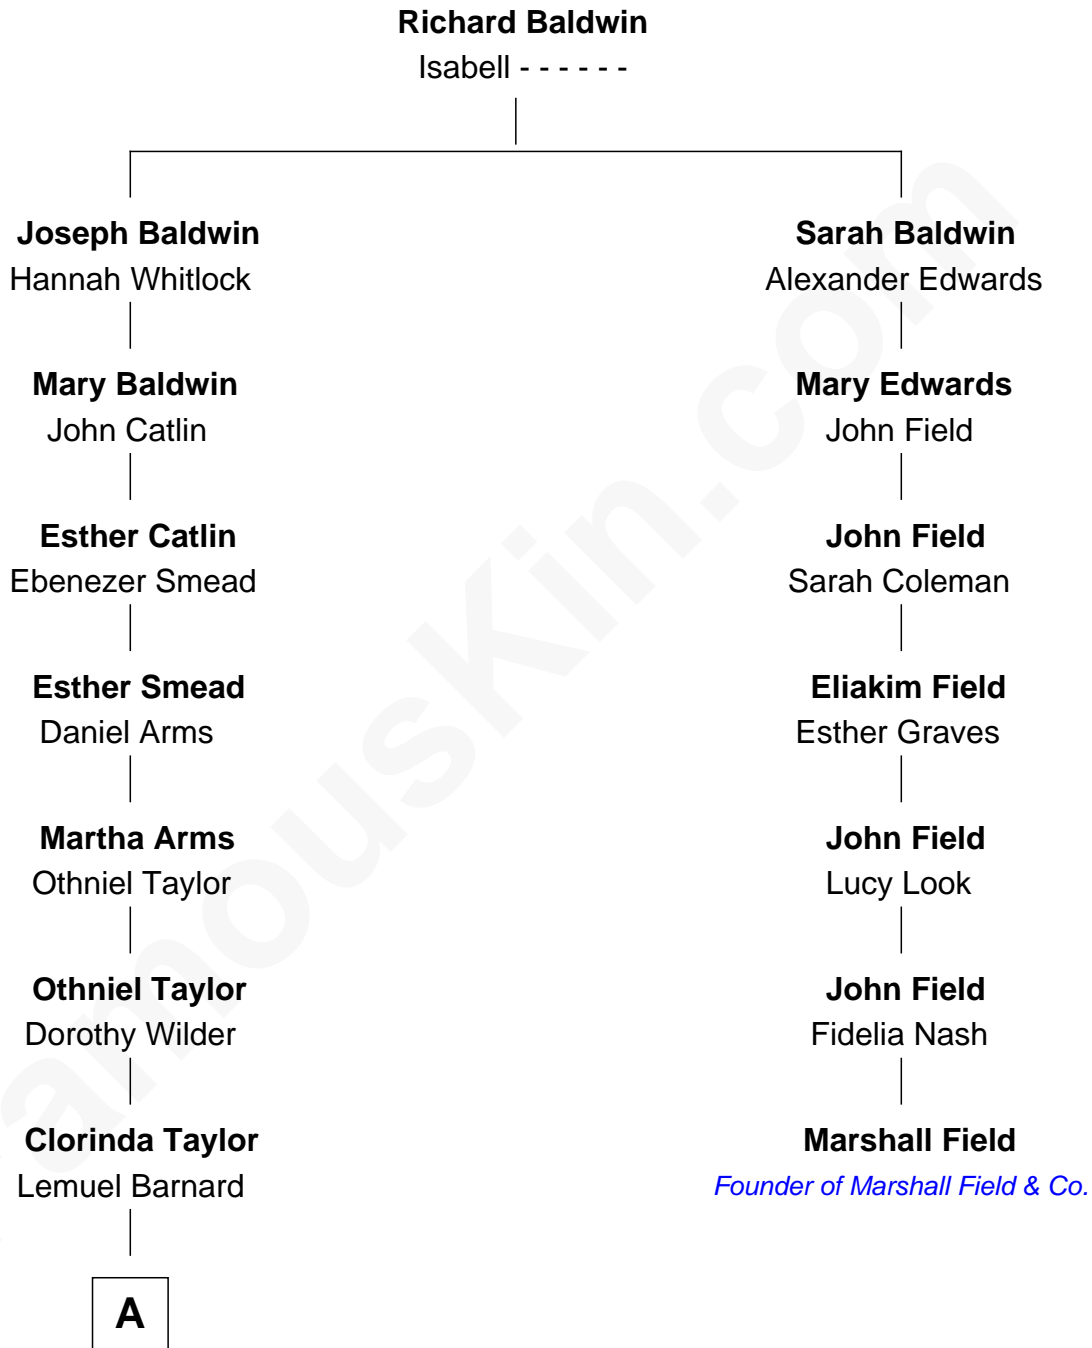 Richard Baldwin
Isabell - - - - - -
Joseph Baldwin
Hannah Whitlock
Sarah Baldwin
Alexander Edwards
Mary Baldwin
John Catlin
Mary Edwards
John Field
Esther Catlin
Ebenezer Smead
John Field
Sarah Coleman
Esther Smead
Daniel Arms
Eliakim Field
Esther Graves
Martha Arms
Othniel Taylor
John Field
Lucy Look
Othniel Taylor
Dorothy Wilder
John Field
Fidelia Nash
Clorinda Taylor
Lemuel Barnard
Marshall Field
Founder of Marshall Field & Co.
A
amousKin.com